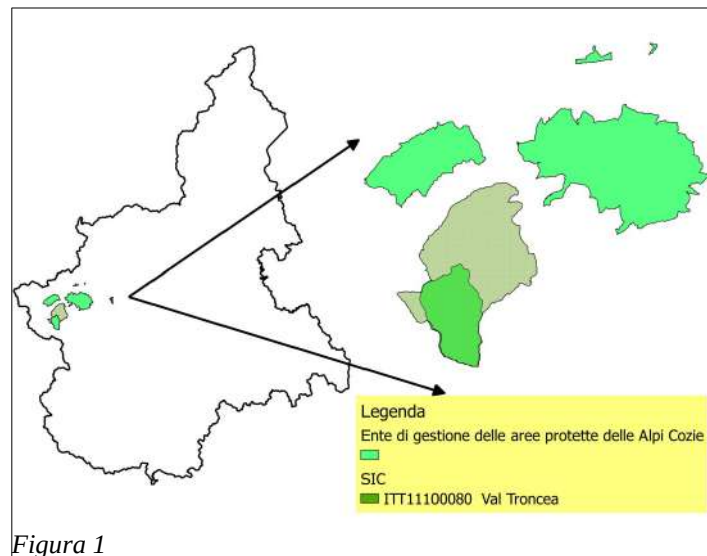 Legenda
Ente di gestione delle aree protette delle Alpi Cozie
SIC
ITT11100080 Val Troncea
Figura 1